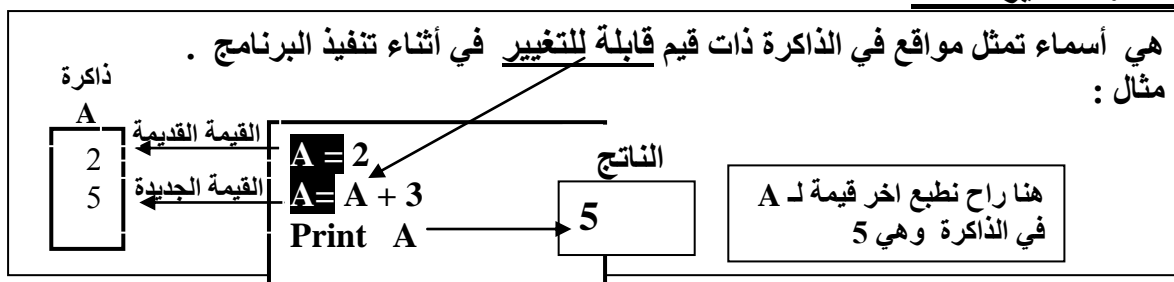 هي أسماء تمثل مواقع في الذاكرة ذات قيم قابلة للتغيير في أثناء تنفيذ البرنامج .
مثال :
ذاكرة
A
2
5
القيمة القديمة
القيمة الجديدة
A = 2
A= A + 3
Print A
الناتج
5
هنا راح نطبع اخر قيمة لـ A
في الذاكرة وهي 5